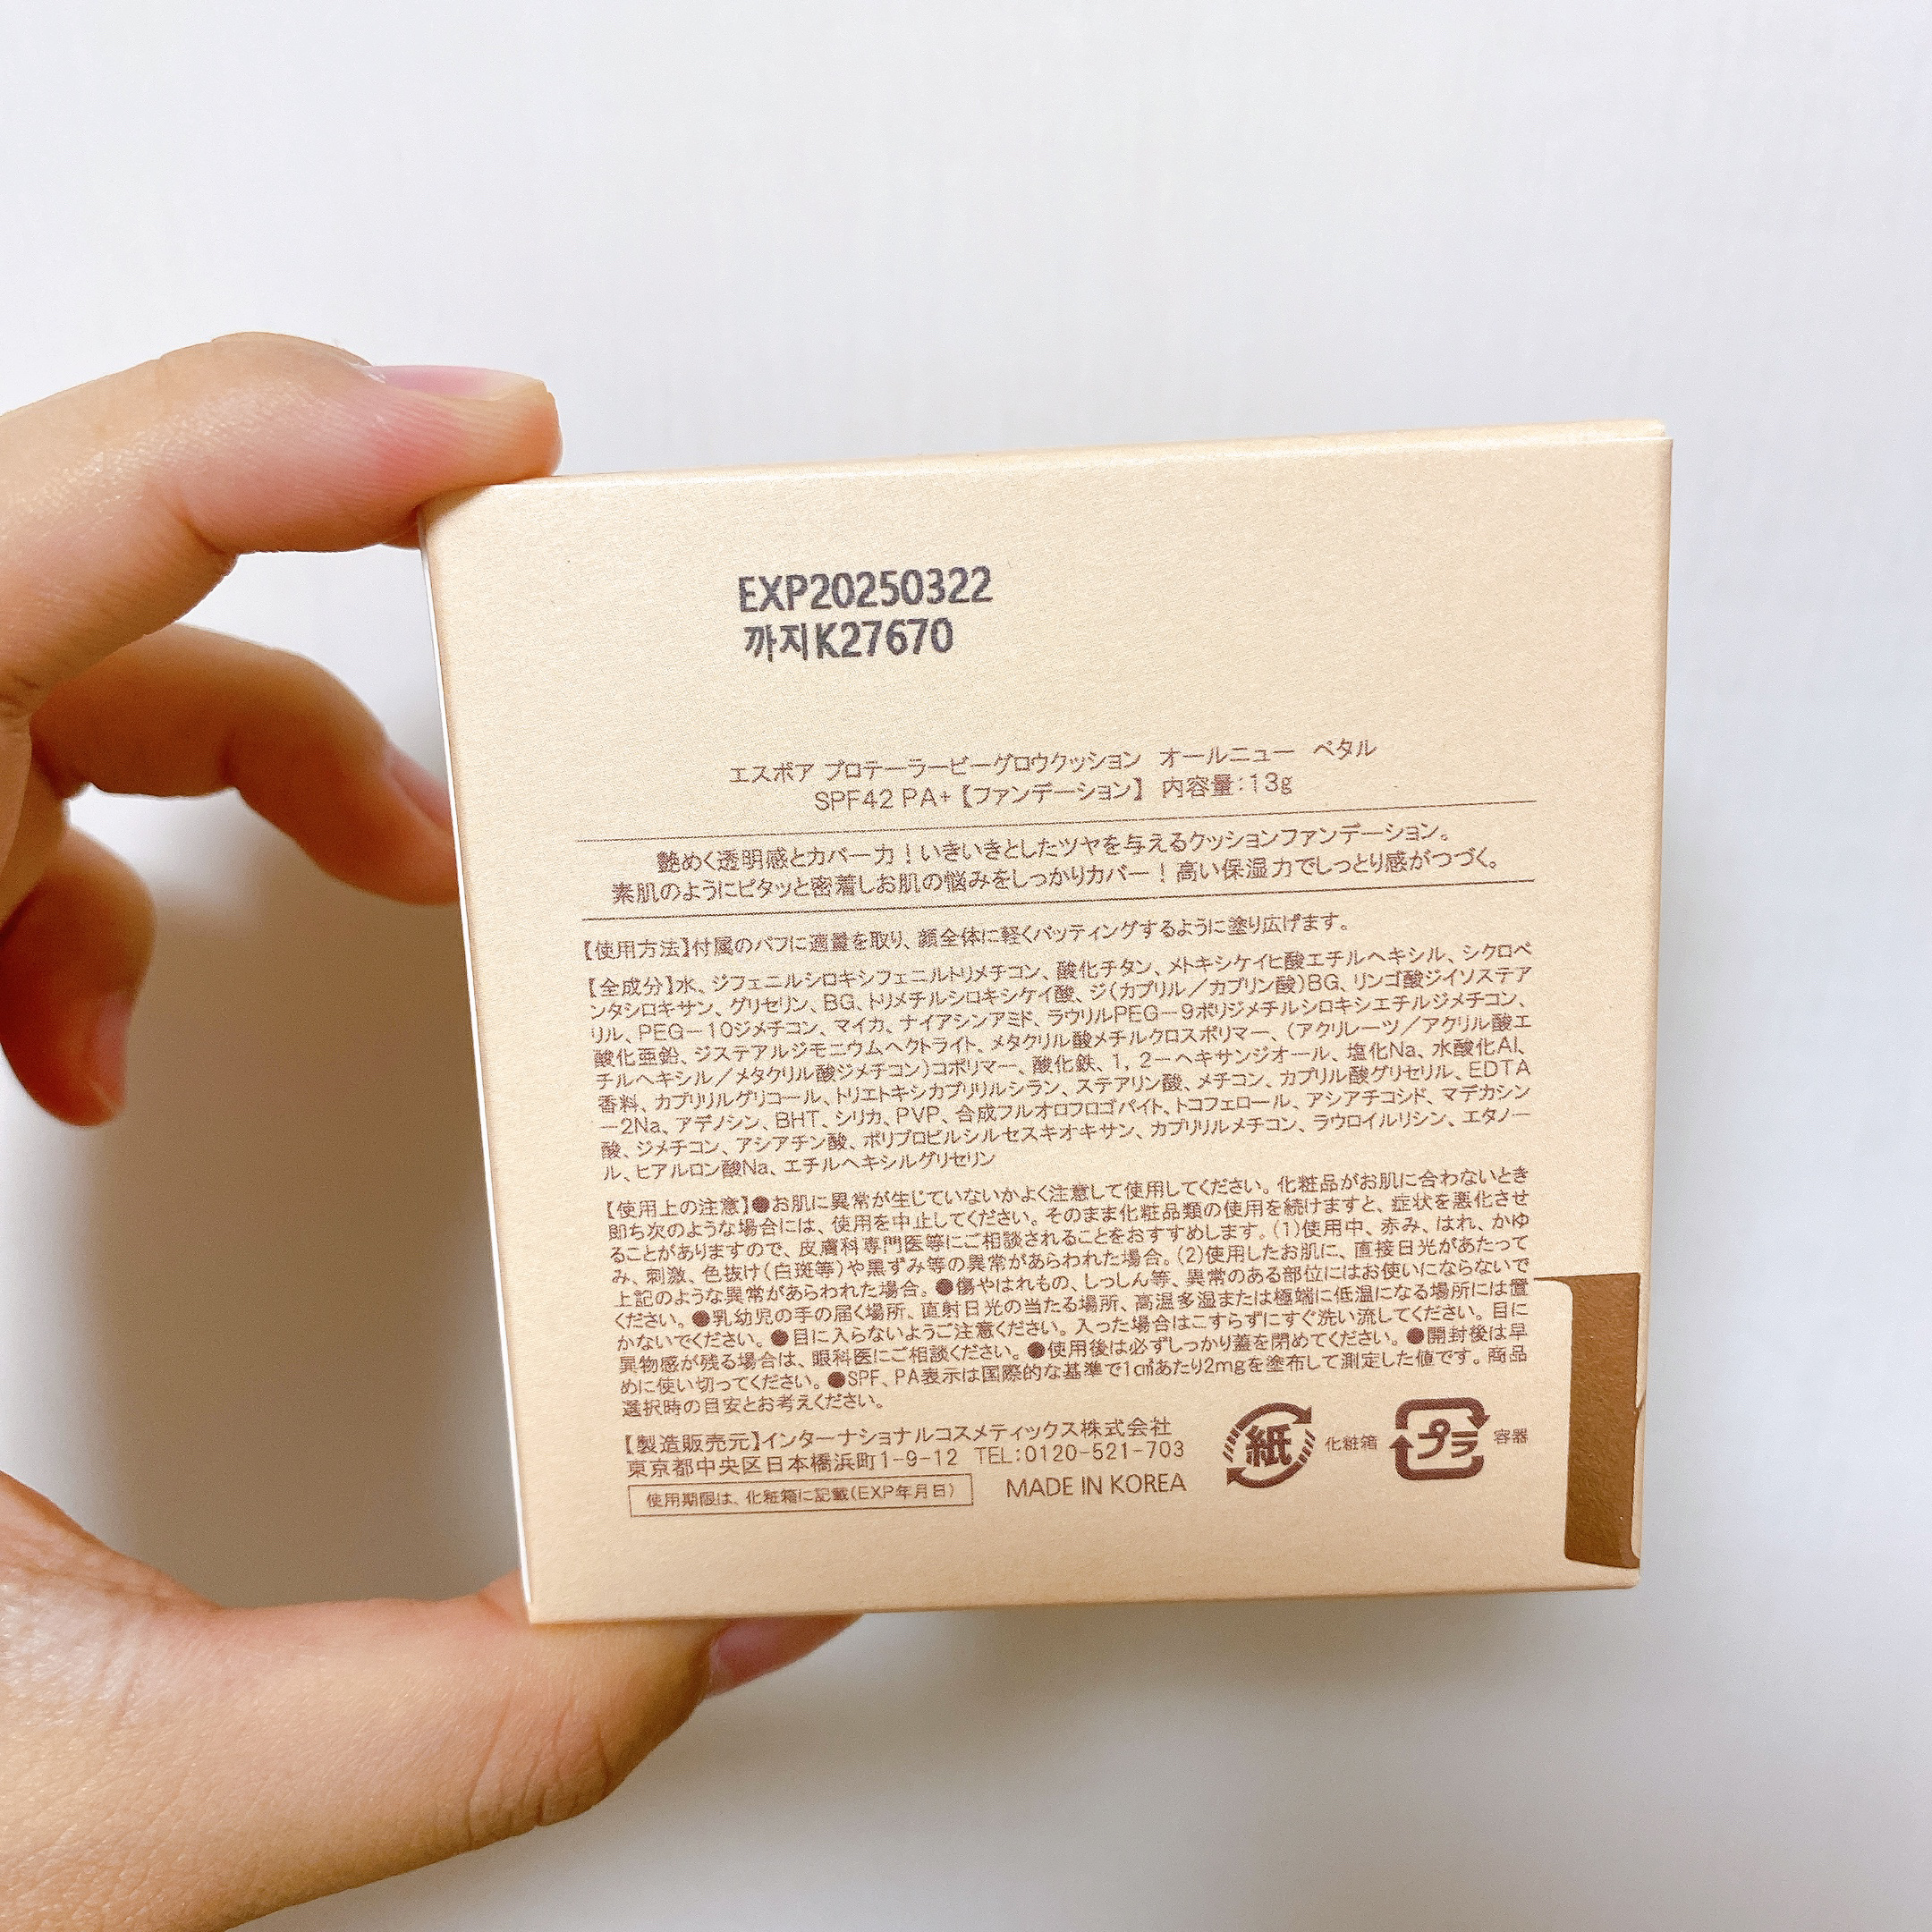 EXP20250322
까지K27670
エスポア プロテーラービーグロウクッション オールニュー ペタル
SPF42 PA+【ファンデーション】 内容量:13g
艶めく透明感とカバー力！いきいきとしたツヤを与えるクッションファンデーション。
素肌のようにピタッと密着しお肌の悩みをしっかりカバー！高い保湿力でしっとり感がつづく。
【使用方法】付属のパフに適量を取り、顔全体に軽くパッティングするように塗り広げます。
【全成分】水、ジフェニルシロキシフェニルトリメチコン、酸化チタン、メトキシケイヒ酸エチルヘキシル、シクロペ
ンタシロキサン、グリセリン、BG、トリメチルシロキシケイ酸、ジ(カプリル／カプリン酸)BG、リンゴ酸ジイソステア
リル、PEG－10ジメチコン、マイカ、ナイアシンアミド、ラウリルPEG－9ポリジメチルシロキシエチルジメチコン、
酸化亜鉛、ジステアルジモニウムヘクトライト、メタクリル酸メチルクロスポリマー、(アクリレーツ／アクリル酸エ
チルヘキシル／メタクリル酸ジメチコン)コポリマー、酸化鉄、1，2－ヘキサンジオール、塩化Na、水酸化Al、
香料、カプリリルグリコール、トリエトキシカプリリルシラン、ステアリン酸、メチコン、カプリル酸グリセリル、EDTA
－2Na、アデノシン、BHT、シリカ、PVP、合成フルオロフロゴパイト、トコフェロール、アシアチコシド、マデカシン
酸、ジメチコン、アシアチン酸、ポリプロピルシルセスキオキサン、カプリリルメチコン、ラウロイルリシン、エタノー
ル、ヒアルロン酸Na、エチルヘキシルグリセリン
【使用上の注意】●お肌に異常が生じていないかよく注意して使用してください。化粧品がお肌に合わないとき
即ち次のような場合には、使用を中止してください。そのまま化粧品類の使用を続けますと、症状を悪化させ
ることがありますので、皮膚科専門医等にご相談されることをおすすめします。(1)使用中、赤み、はれ、かゆ
み、刺激、色抜け(白斑等)や黒ずみ等の異常があらわれた場合。(2)使用したお肌に、直接日光があたって
上記のような異常があらわれた場合。●傷やはれもの、しっしん等、異常のある部位にはお使いにならないで
ください。●乳幼児の手の届く場所、直射日光の当たる場所、高温多湿または極端に低温になる場所には置
かないでください。●目に入らないようご注意ください。入った場合はこすらずにすぐ洗い流してください。目に
異物感が残る場合は、眼科医にご相談ください。●使用後は必ずしっかり蓋を閉めてください。●開封後は早
めに使い切ってください。●SPF、PA表示は国際的な基準で1c㎡あたり2mgを塗布して測定した値です。商品
選択時の目安とお考えください。
【製造販売元】インターナショナルコスメティックス株式会社
東京都中央区日本橋浜町1-9-12 TEL:0120-521-703
使用期限は、化粧箱に記載(EXP年月日) MADE IN KOREA
紙 化粧箱 プラ 容器